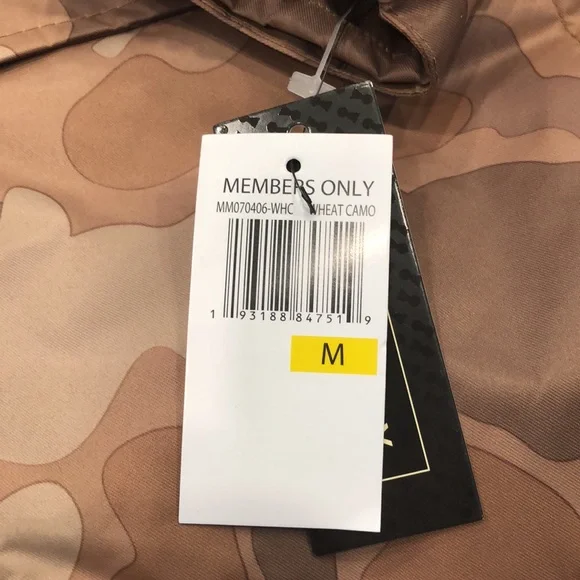 MEMBERS ONLY
MM070406-WHC WHEAT CAMO
1 93188 84751 9
M